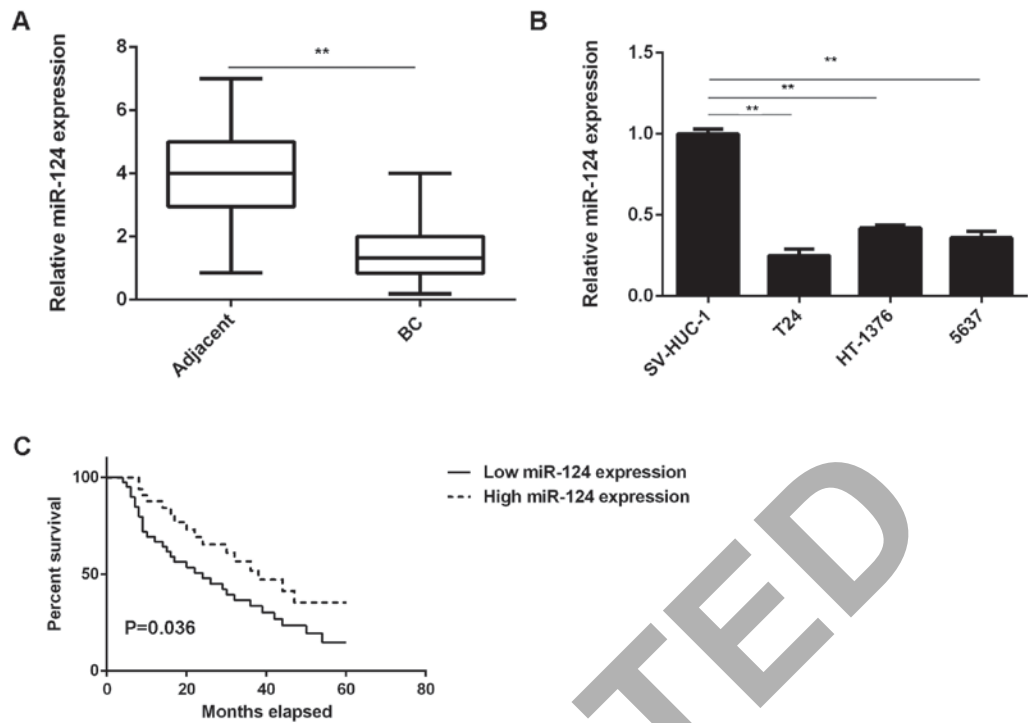 A
Relative miR-124 expression
8
6
4
2
0
**
Adjacent
BC
B
Relative miR-124 expression
1.5
1.0
0.5
0.0
**
**
**
SV-HUC-1
T24
HT-1376
5637
C
Percent survival
100
50
0
P=0.036
0
20
40
60
80
Months elapsed
Low miR-124 expression
High miR-124 expression
TED